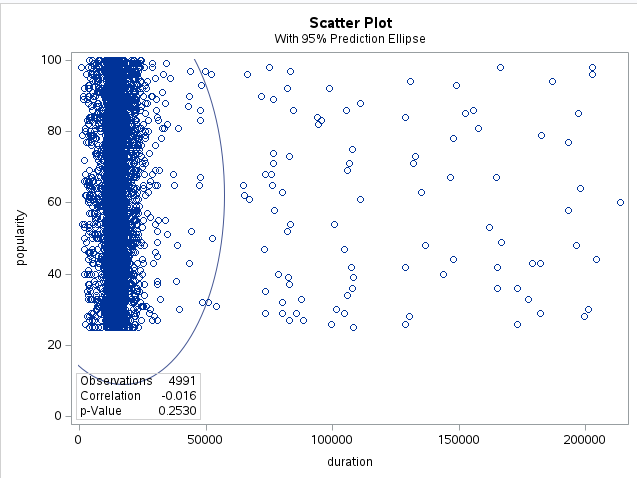 Scatter Plot
With 95% Prediction Ellipse
100
80
60
40
20
0
popularity
Observations 4991
Correlation -0.016
p-Value 0.2530
0 50000 100000 150000 200000
duration